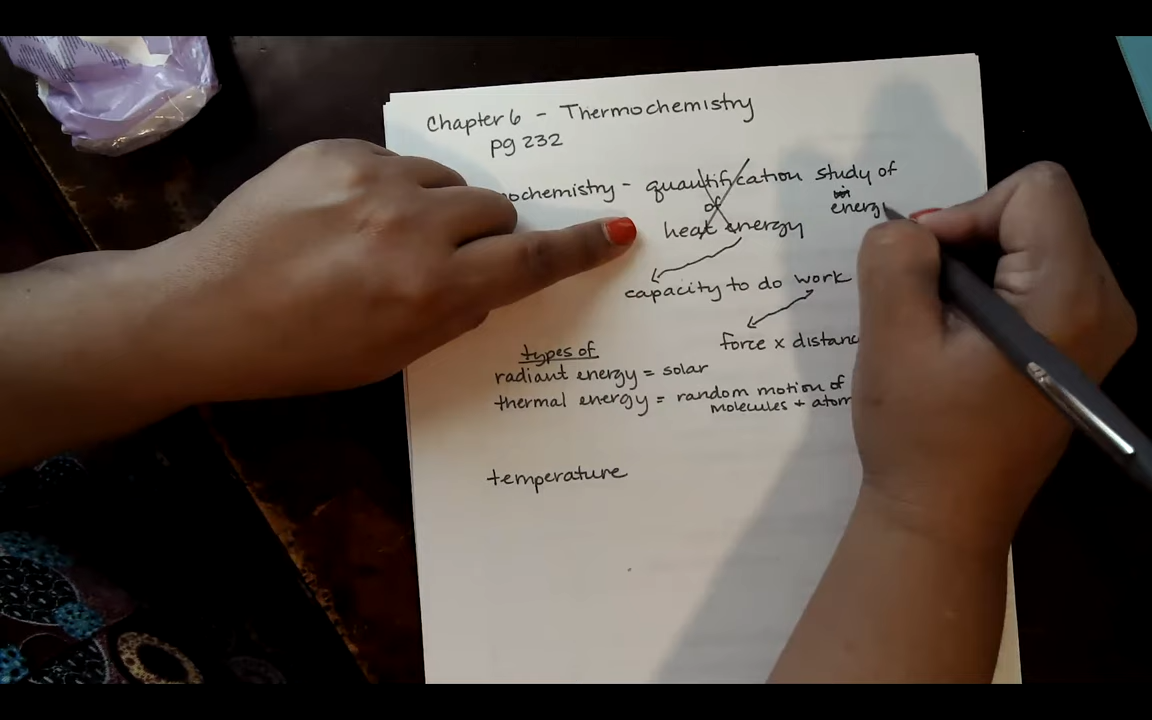 Chapter 6 - Thermochemistry
pg 232
ochemistry - quantification study of
of energ
heat energy
capacity to do work
force x distanc
types of
radiant energy = solar
thermal energy = random motion of
molecules + atom
temperature